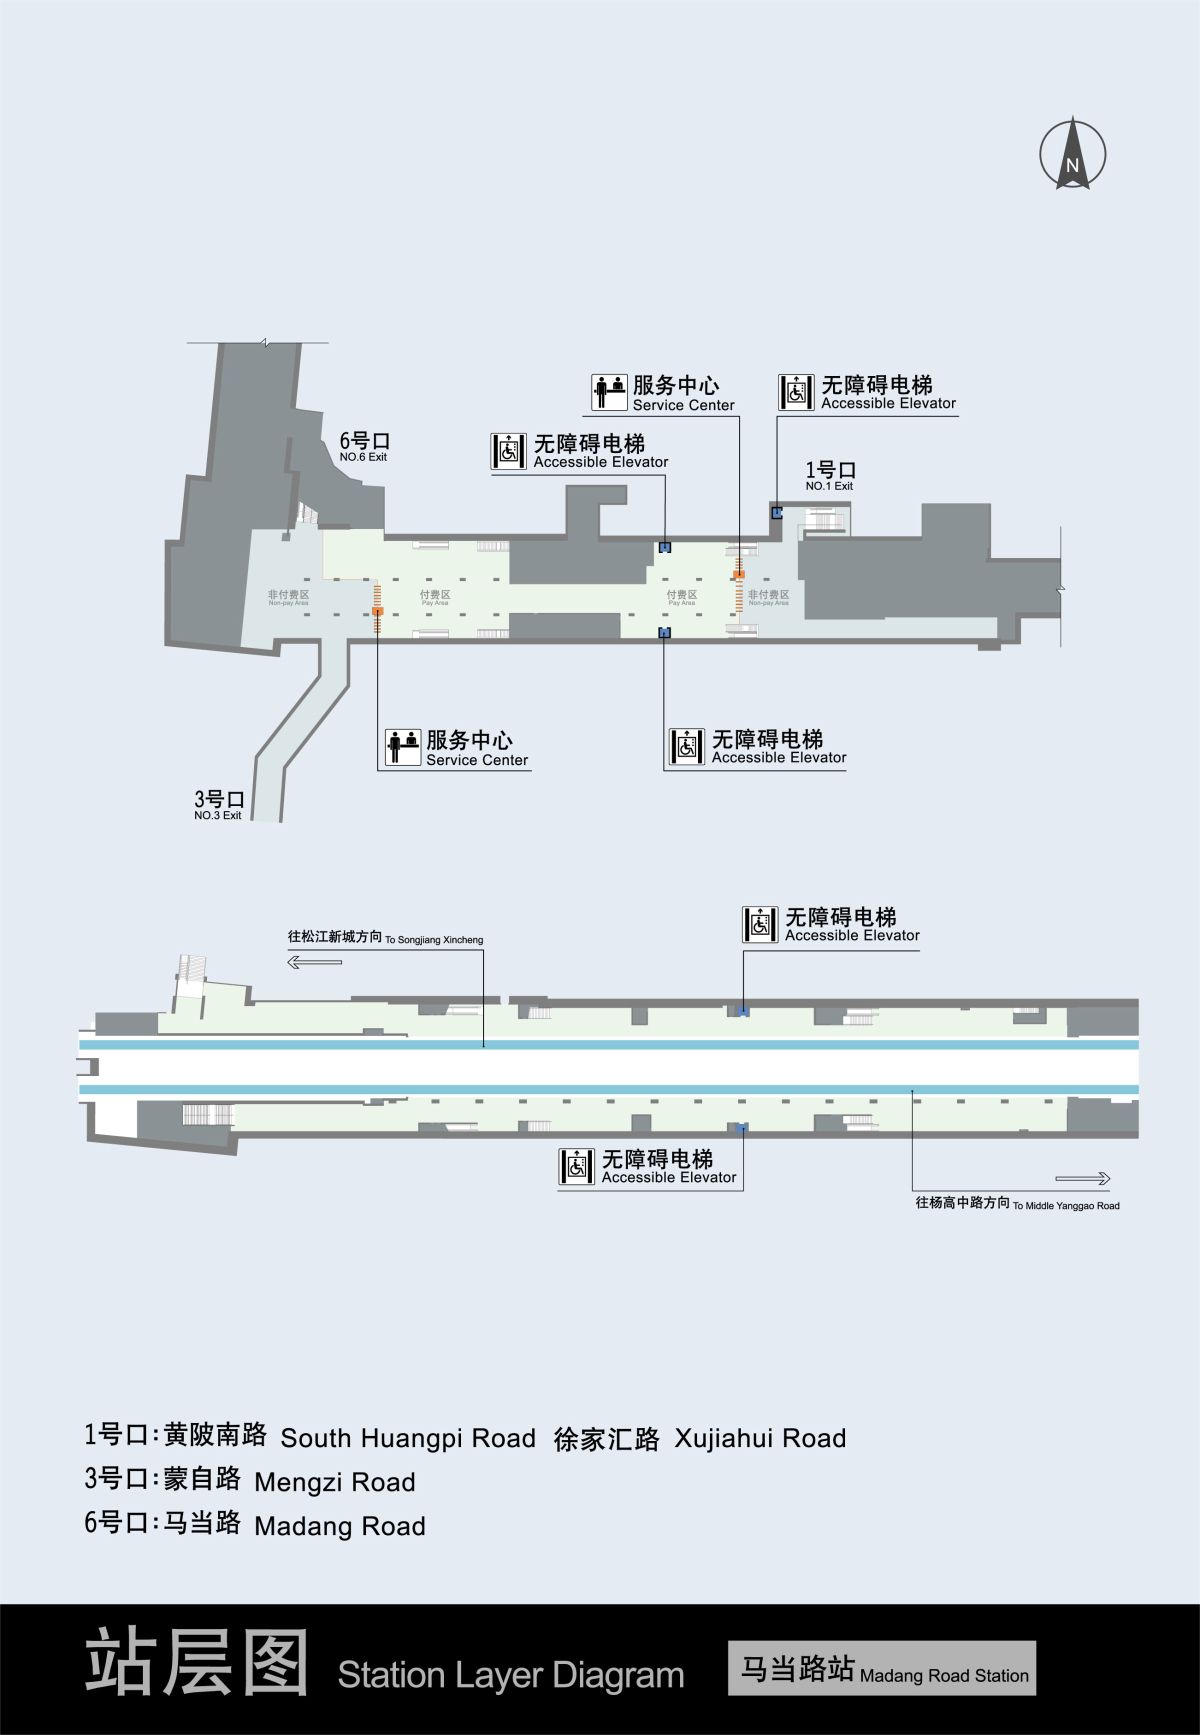 N
服务中心
Service Center
无障碍电梯
Accessible Elevator
6号口
NO.6 Exit
无障碍电梯
Accessible Elevator
1号口
NO.1 Exit
非付费区
Non-pay Area
付费区
Pay Area
付费区
Pay Area
非付费区
Non-pay Area
服务中心
Service Center
无障碍电梯
Accessible Elevator
3号口
NO.3 Exit
无障碍电梯
Accessible Elevator
往松江新城方向 To Songjiang Xincheng
无障碍电梯
Accessible Elevator
往杨高中路方向 To Middle Yanggao Road
1号口：黄陂南路 South Huangpi Road 徐家汇路 Xujiahui Road
3号口：蒙自路 Mengzi Road
6号口：马当路 Madang Road
站层图 Station Layer Diagram 马当路站 Madang Road Station